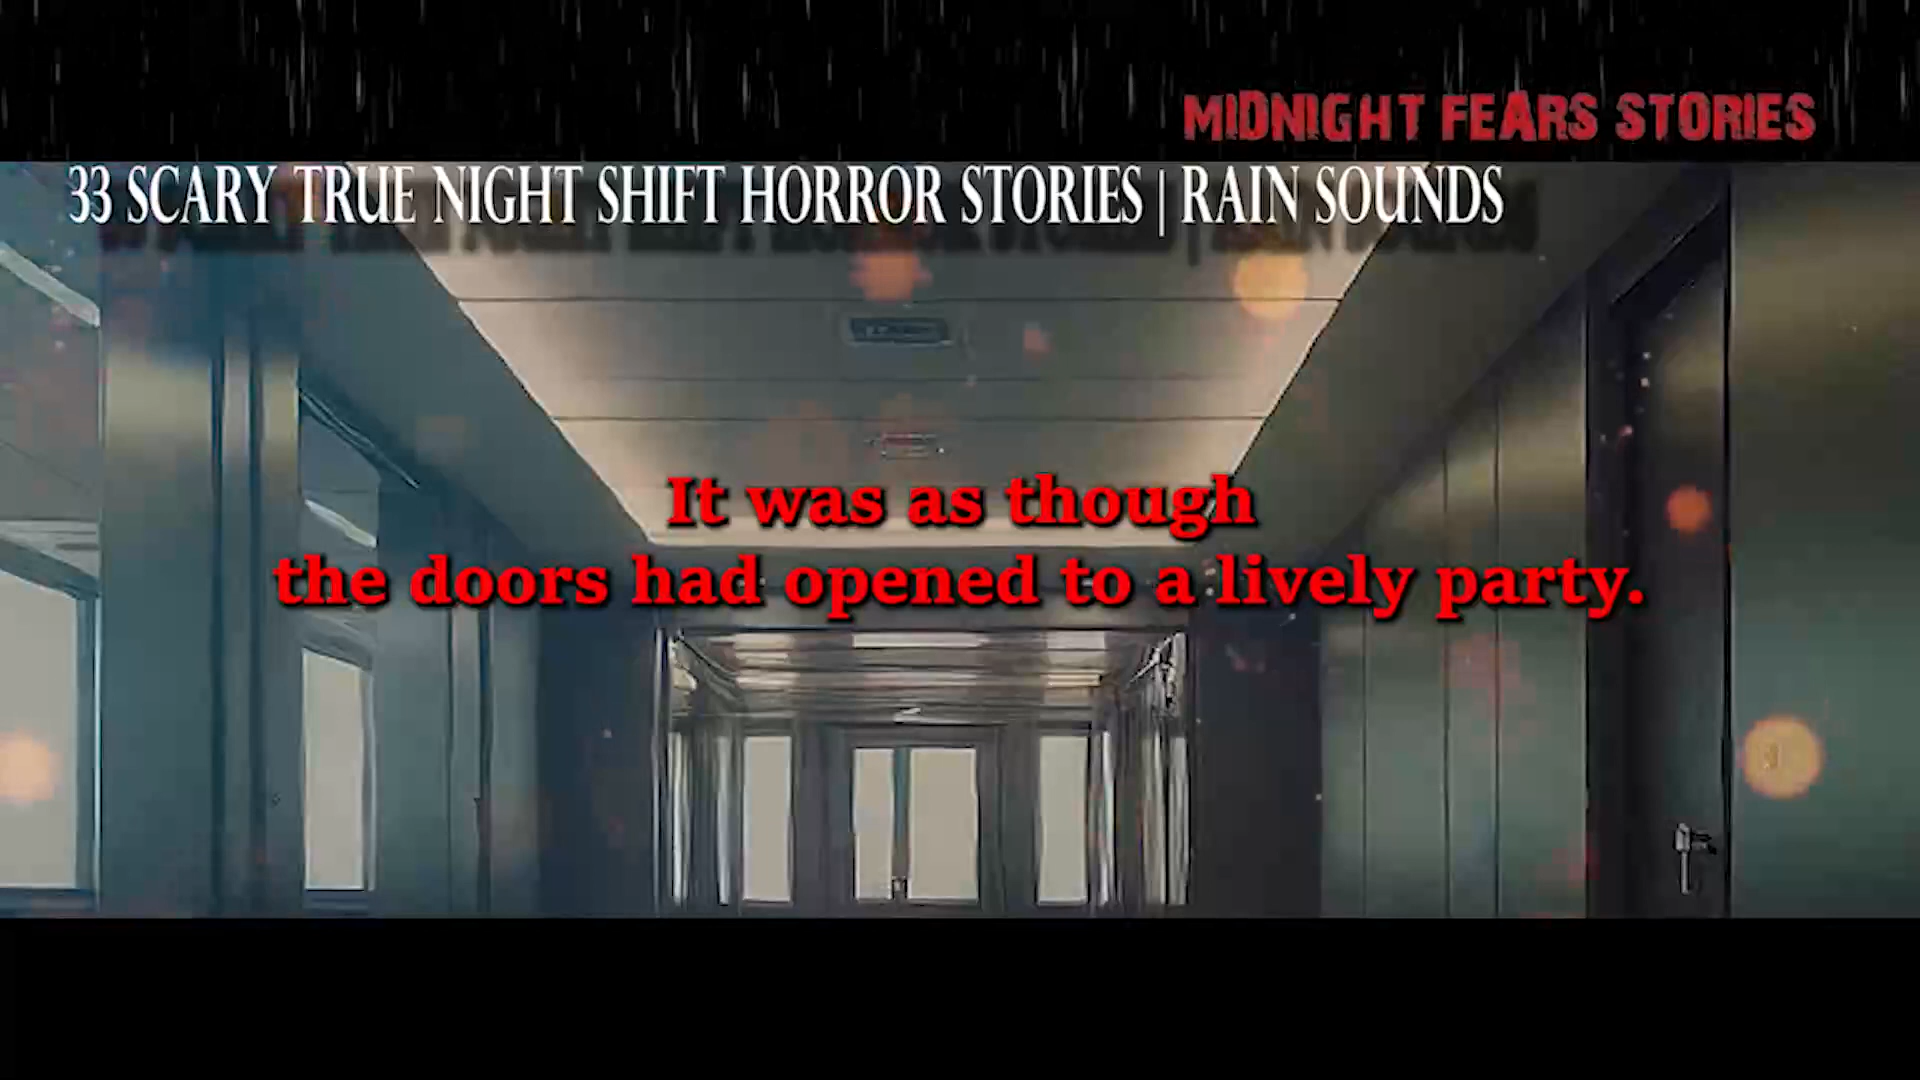 MIDNIGHT FEARS STORIES
33 SCARY TRUE NIGHT SHIFT HORROR STORIES | RAIN SOUNDS
It was as though
the doors had opened to a lively party.